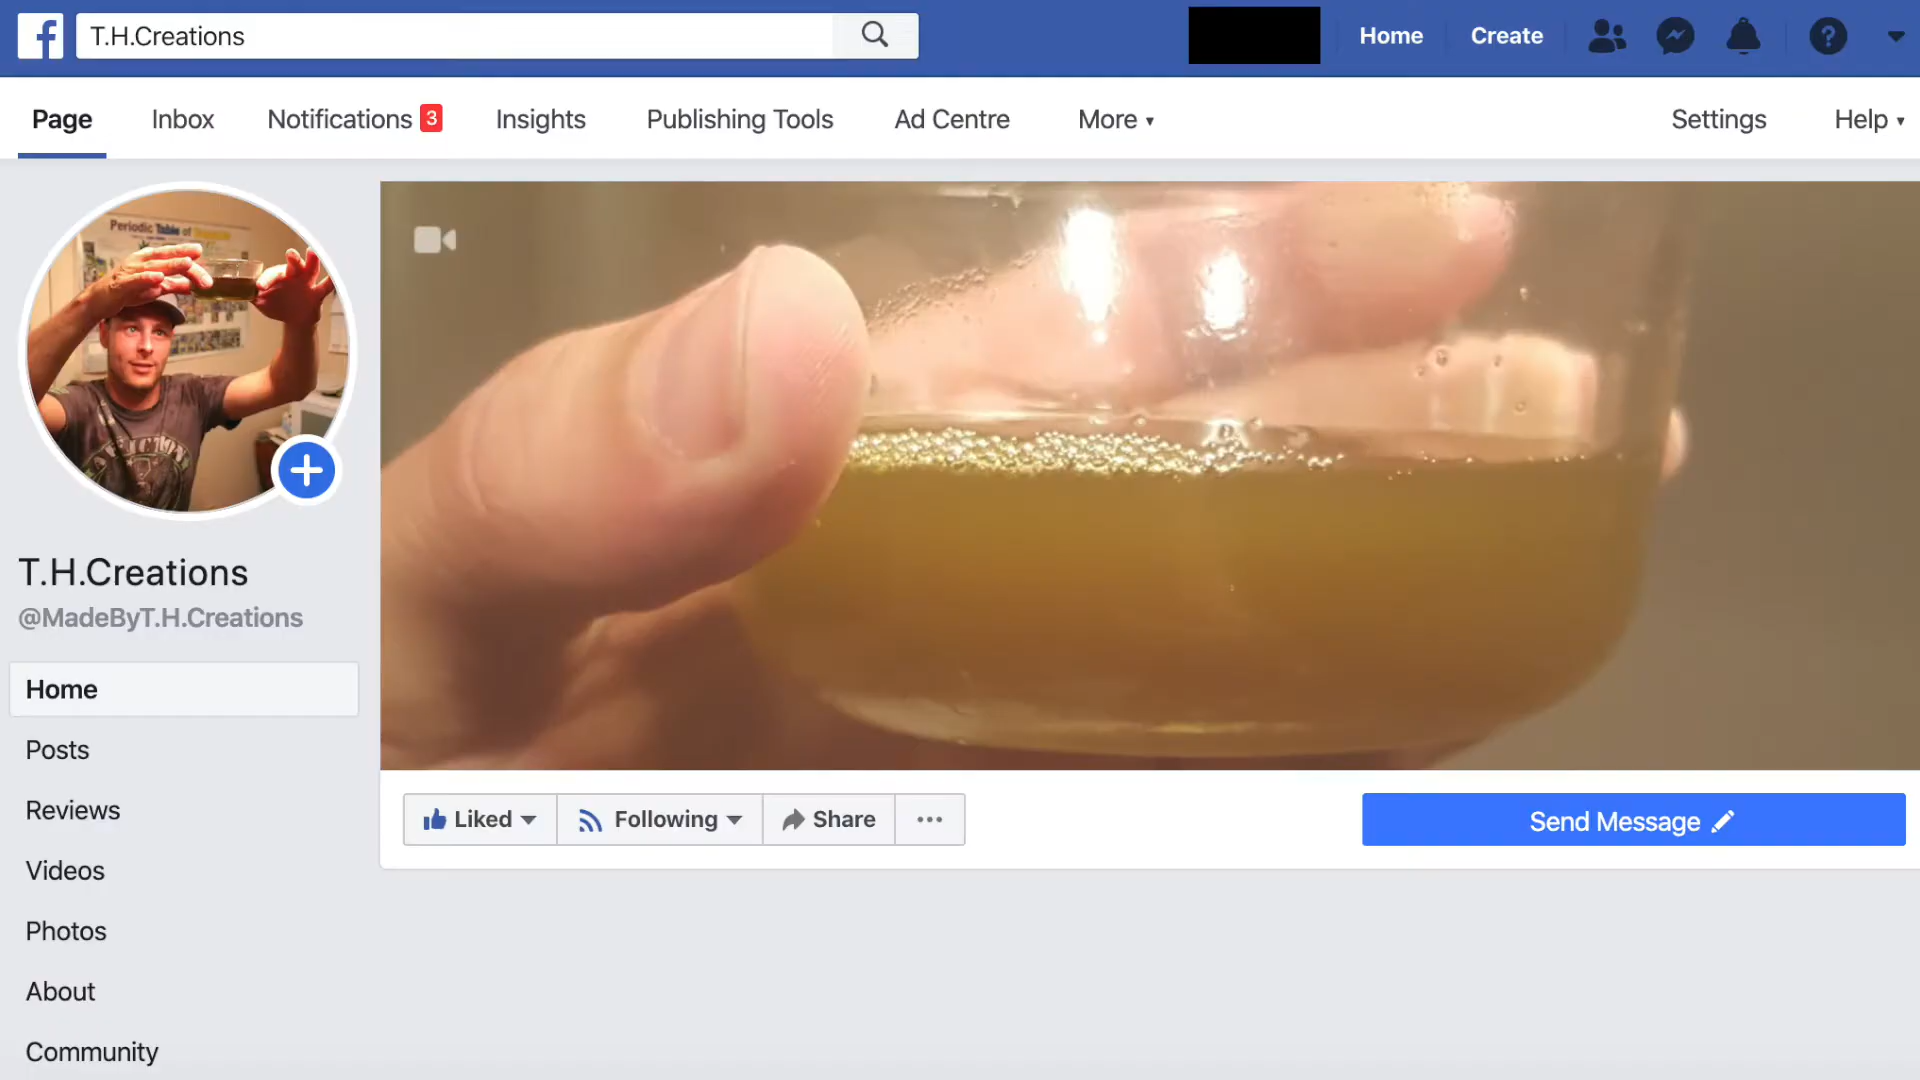 T.H.Creations
Home
Create
Page
Inbox
Notifications 3
Insights
Publishing Tools
Ad Centre
More
Settings
Help
Periodic Table of
T.H.Creations
@MadeByT.H.Creations
Home
Posts
Reviews
Videos
Photos
About
Community
Liked
Following
Share
Send Message